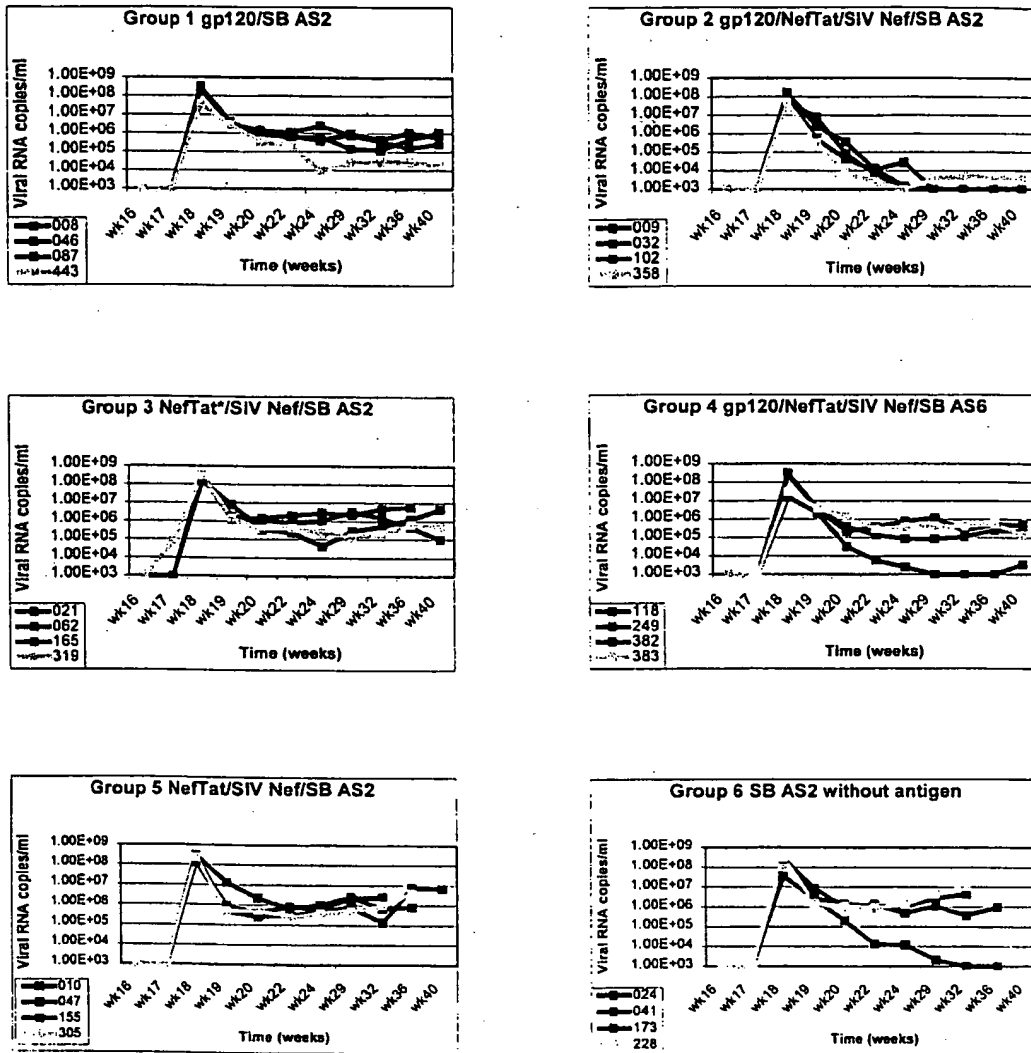 Group 1 gp120/SB AS2
Viral RNA copies/ml
1.00E+09
1.00E+08
1.00E+07
1.00E+06
1.00E+05
1.00E+04
1.00E+03
wk16 wk17 wk18 wk19 wk20 wk22 wk24 wk29 wk32 wk36 wk40
Time (weeks)
008
046
087
443
Group 2 gp120/NefTat/SIV Nef/SB AS2
Viral RNA copies/ml
1.00E+09
1.00E+08
1.00E+07
1.00E+06
1.00E+05
1.00E+04
1.00E+03
wk16 wk17 wk18 wk19 wk20 wk22 wk24 wk29 wk32 wk36 wk40
Time (weeks)
009
032
102
358
Group 3 NefTat*/SIV Nef/SB AS2
Viral RNA copies/ml
1.00E+09
1.00E+08
1.00E+07
1.00E+06
1.00E+05
1.00E+04
1.00E+03
wk16 wk17 wk18 wk19 wk20 wk22 wk24 wk29 wk32 wk36 wk40
Time (weeks)
021
062
165
319
Group 4 gp120/NefTat/SIV Nef/SB AS6
Viral RNA copies/ml
1.00E+09
1.00E+08
1.00E+07
1.00E+06
1.00E+05
1.00E+04
1.00E+03
wk16 wk17 wk18 wk19 wk20 wk22 wk24 wk29 wk32 wk36 wk40
Time (weeks)
118
249
382
383
Group 5 NefTat/SIV Nef/SB AS2
Viral RNA copies/ml
1.00E+09
1.00E+08
1.00E+07
1.00E+06
1.00E+05
1.00E+04
1.00E+03
wk16 wk17 wk18 wk19 wk20 wk22 wk24 wk29 wk32 wk36 wk40
Time (weeks)
010
047
155
305
Group 6 SB AS2 without antigen
Viral RNA copies/ml
1.00E+09
1.00E+08
1.00E+07
1.00E+06
1.00E+05
1.00E+04
1.00E+03
wk16 wk17 wk18 wk19 wk20 wk22 wk24 wk29 wk32 wk36 wk40
Time (weeks)
024
041
173
228